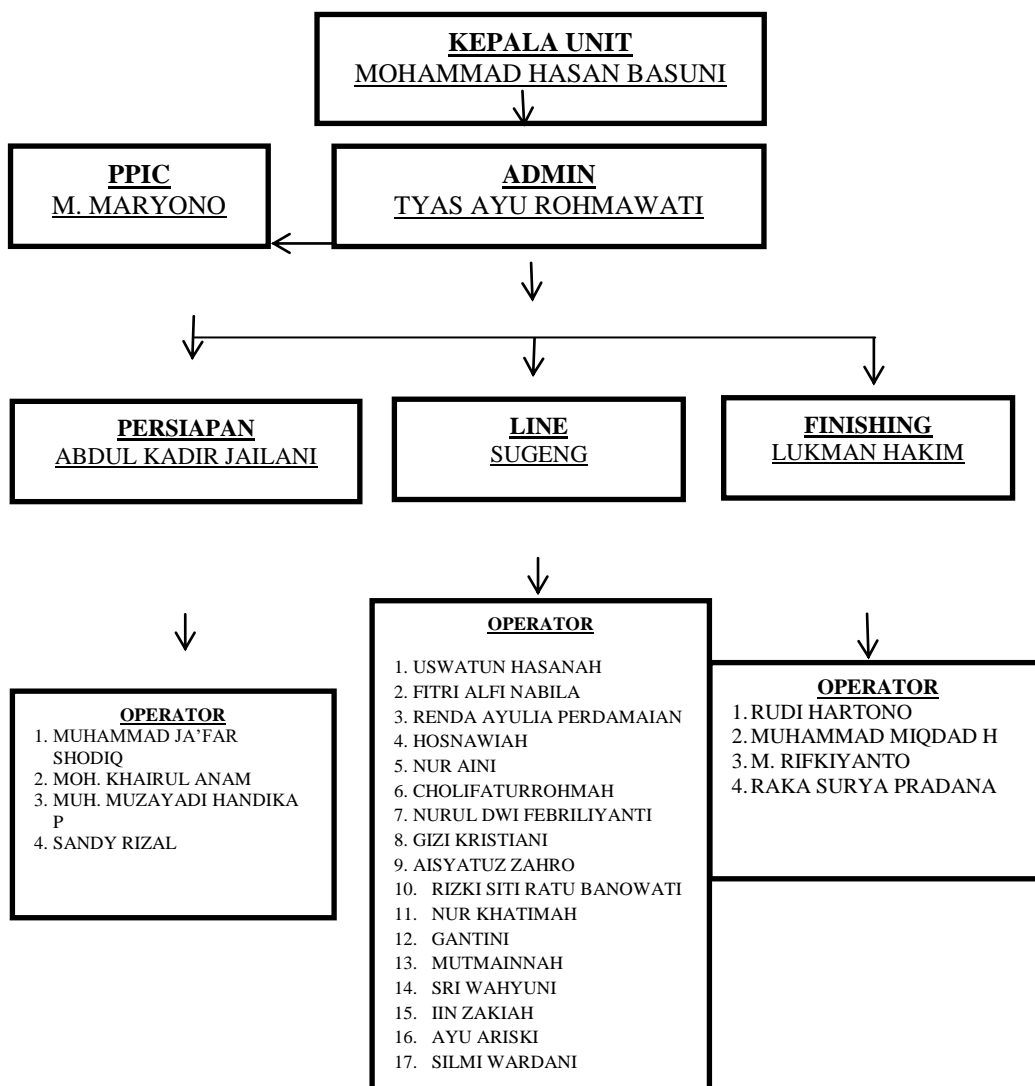 KEPALA UNIT
MOHAMMAD HASAN BASUNI
PPIC
M. MARYONO
ADMIN
TYAS AYU ROHMAWATI
PERSIAPAN
ABDUL KADIR JAILANI
LINE
SUGENG
FINISHING
LUKMAN HAKIM
OPERATOR
1. MUHAMMAD JA’FAR
SHODIQ
2. MOH. KHAIRUL ANAM
3. MUH. MUZAYADI HANDIKA
P
4. SANDY RIZAL
OPERATOR
1. USWATUN HASANAH
2. FITRI ALFI NABILA
3. RENDA AYULIA PERDAMAIAN
4. HOSNAWIAH
5. NUR AINI
6. CHOLIFATURROHMAH
7. NURUL DWI FEBRILIYANTI
8. GIZI KRISTIANI
9. AISYATUZ ZAHRO
10. RIZKI SITI RATU BANOWATI
11. NUR KHATIMAH
12. GANTINI
13. MUTMAINNAH
14. SRI WAHYUNI
15. IIN ZAKIAH
16. AYU ARISKI
17. SILMI WARDANI
OPERATOR
1. RUDI HARTONO
2. MUHAMMAD MIQDAD H
3. M. RIFKIYANTO
4. RAKA SURYA PRADANA